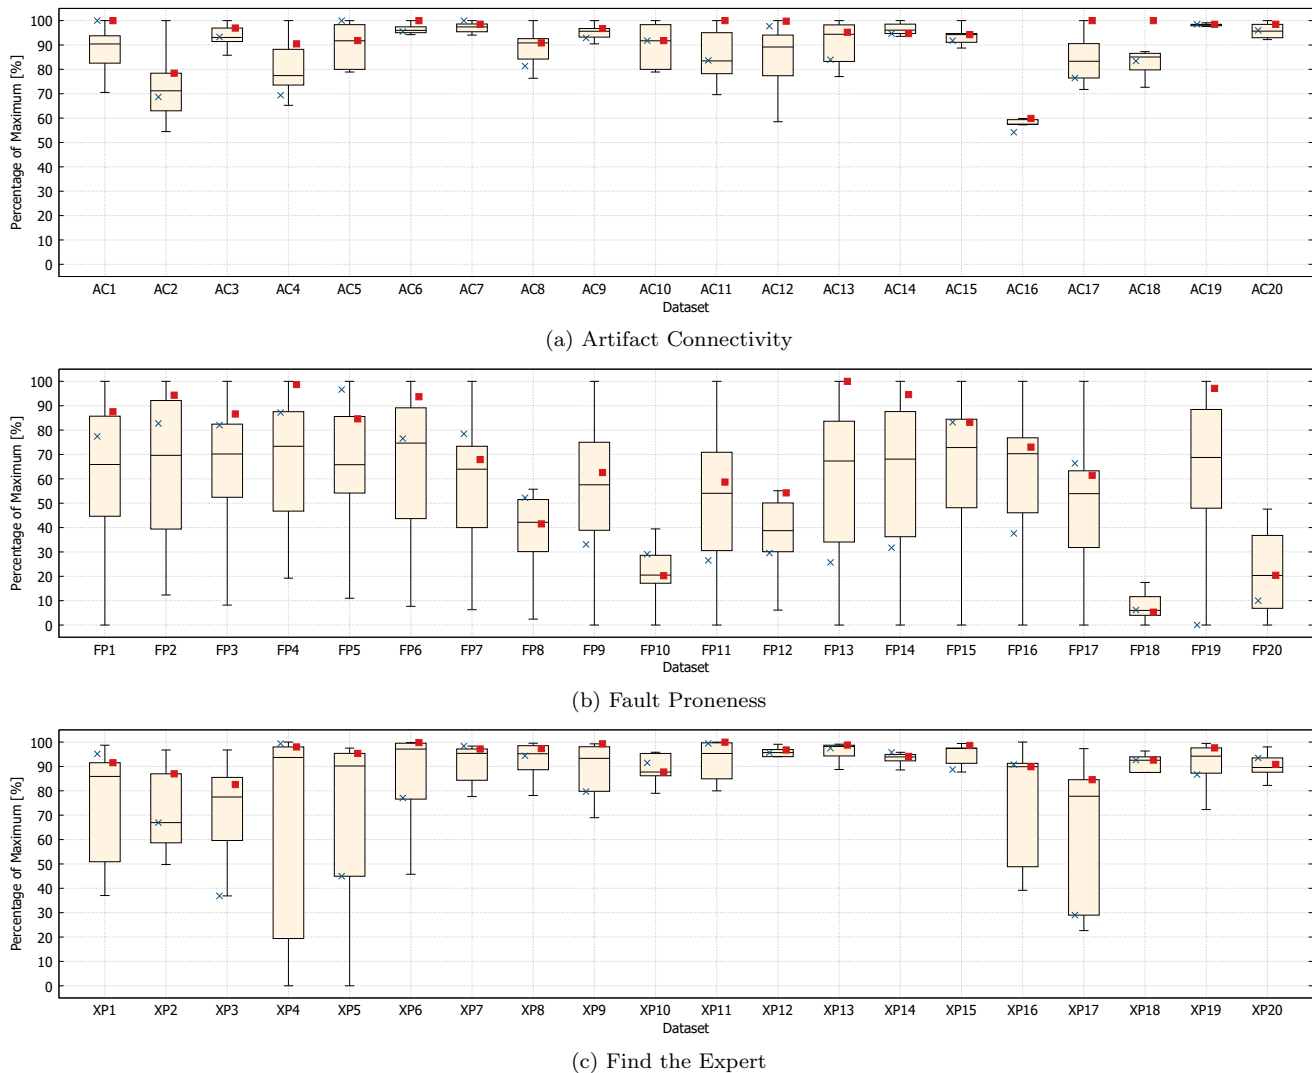 Percentage of Maximum [%]
100
90
80
70
60
50
40
30
20
10
0
AC1 AC2 AC3 AC4 AC5 AC6 AC7 AC8 AC9 AC10 AC11 AC12 AC13 AC14 AC15 AC16 AC17 AC18 AC19 AC20
Dataset
(a) Artifact Connectivity
Percentage of Maximum [%]
100
90
80
70
60
50
40
30
20
10
0
FP1 FP2 FP3 FP4 FP5 FP6 FP7 FP8 FP9 FP10 FP11 FP12 FP13 FP14 FP15 FP16 FP17 FP18 FP19 FP20
Dataset
(b) Fault Proneness
Percentage of Maximum [%]
100
90
80
70
60
50
40
30
20
10
0
XP1 XP2 XP3 XP4 XP5 XP6 XP7 XP8 XP9 XP10 XP11 XP12 XP13 XP14 XP15 XP16 XP17 XP18 XP19 XP20
Dataset
(c) Find the Expert